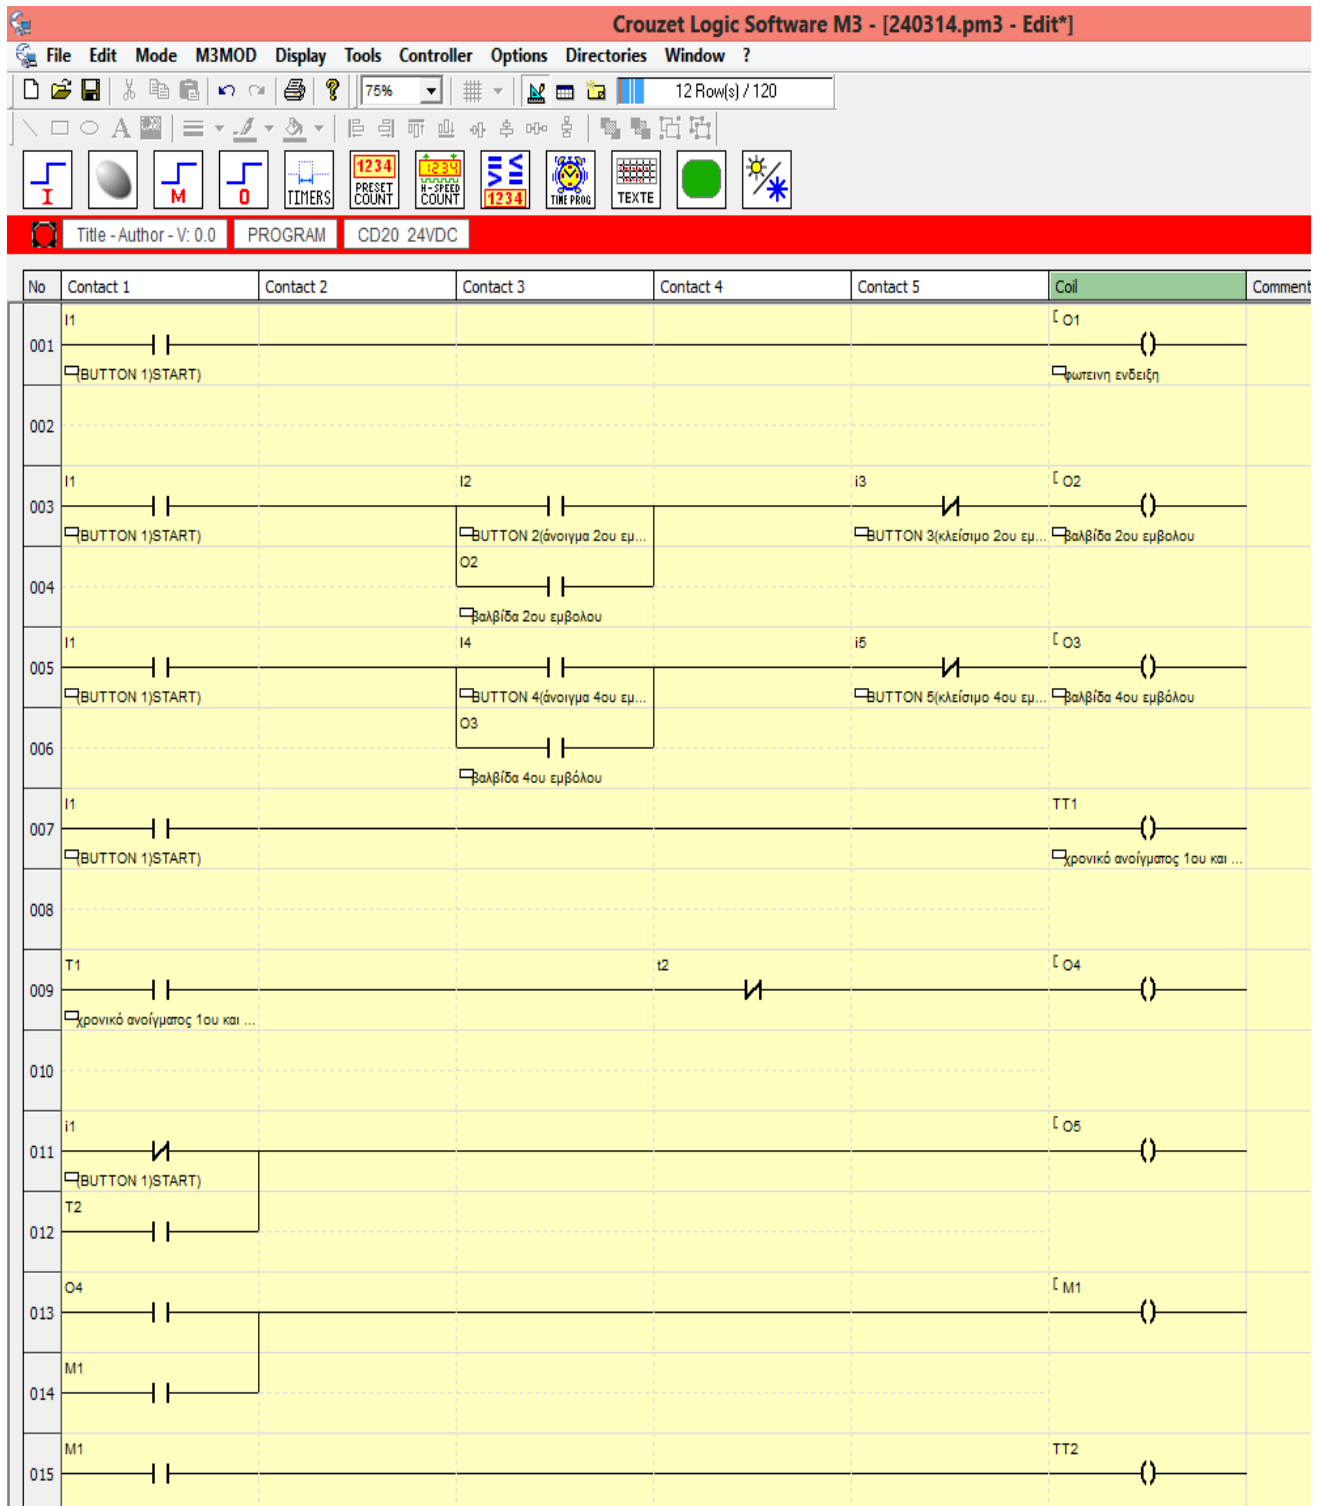 Crouzet Logic Software M3 - [240314.pm3 - Edit*]
File Edit Mode M3MOD Display Tools Controller Options Directories Window ?
75% 12 Row(s) / 120
A
I M O TIMERS 1234 PRESET COUNT 1234 H-SPEED COUNT 1234 TIME PROG TEXTE
Title - Author - V: 0.0 PROGRAM CD20 24VDC
No Contact 1 Contact 2 Contact 3 Contact 4 Contact 5 Coil Comment
I1 [ O1
001
(BUTTON 1)START) φωτεινη ενδειξη
002
I1 I2 i3 [ O2
003
(BUTTON 1)START) BUTTON 2(άνοιγμα 2ου εμ... BUTTON 3(κλείσιμο 2ου εμ... βαλβίδα 2ου εμβολου
O2
004
βαλβίδα 2ου εμβολου
I1 I4 i5 [ O3
005
(BUTTON 1)START) BUTTON 4(άνοιγμα 4ου εμ... BUTTON 5(κλείσιμο 4ου εμ... βαλβίδα 4ου εμβόλου
O3
006
βαλβίδα 4ου εμβόλου
I1 TT1
007
(BUTTON 1)START) χρονικό ανοίγματος 1ου και ...
008
T1 t2 [ O4
009
χρονικό ανοίγματος 1ου και ...
010
i1 [ O5
011
(BUTTON 1)START)
T2
012
O4 [ M1
013
M1
014
M1 TT2
015